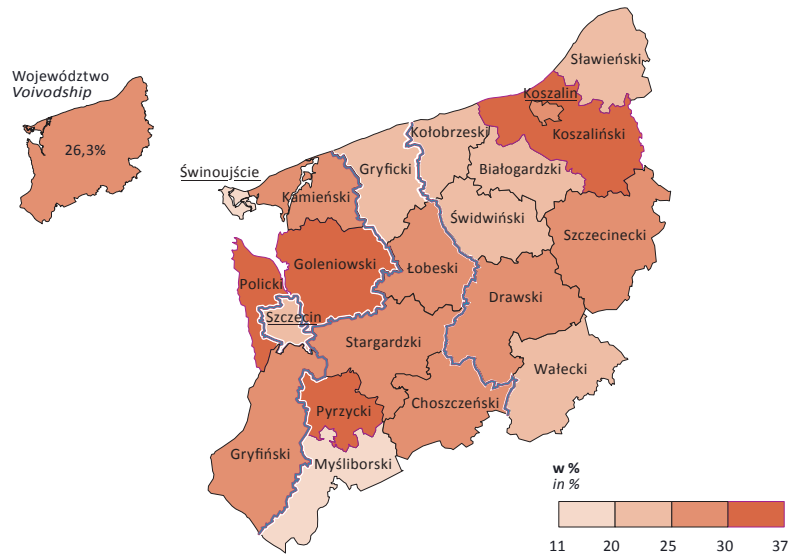 Województwo
Voivodship
26,3%
Sławieński
Koszalin
Koszaliński
Kołobrzeski
Gryficki
Białogardzki
Świnoujście
Kamieński
Świdwiński
Szczecinecki
Goleniowski
Łobeski
Policki
Drawski
Szczecin
Stargardzki
Wałecki
Choszczeński
Pyrzycki
Gryfiński
Myśliborski
w %
in %
11 20 25 30 37